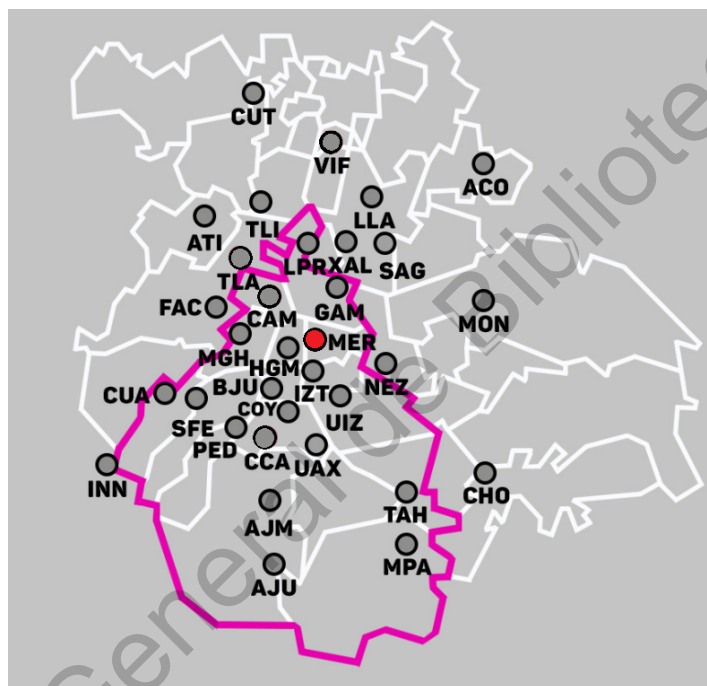 CUT
VIF
ACO
LLA
TLI
ATI
LPR
XAL
SAG
TLA
GAM
FAC
CAM
MON
MER
MGH
HGM
NEZ
BJU
IZT
CUA
COY
UIZ
SFE
PED
CCA
UAX
INN
CHO
TAH
AJM
MPA
AJU
General de Bibliote